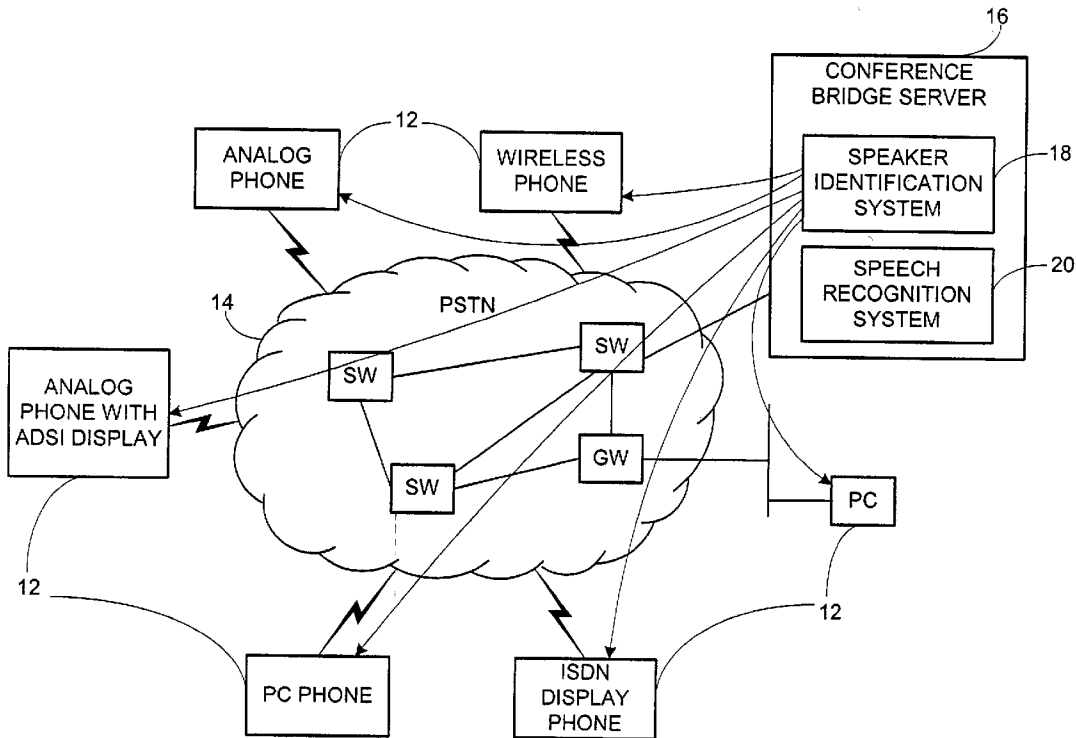 16
CONFERENCE
BRIDGE SERVER
12
ANALOG
PHONE
WIRELESS
PHONE
SPEAKER
IDENTIFICATION
SYSTEM
18
SPEECH
RECOGNITION
SYSTEM
20
14
PSTN
SW
SW
ANALOG
PHONE WITH
ADSI DISPLAY
SW
GW
PC
12
12
PC PHONE
ISDN
DISPLAY
PHONE